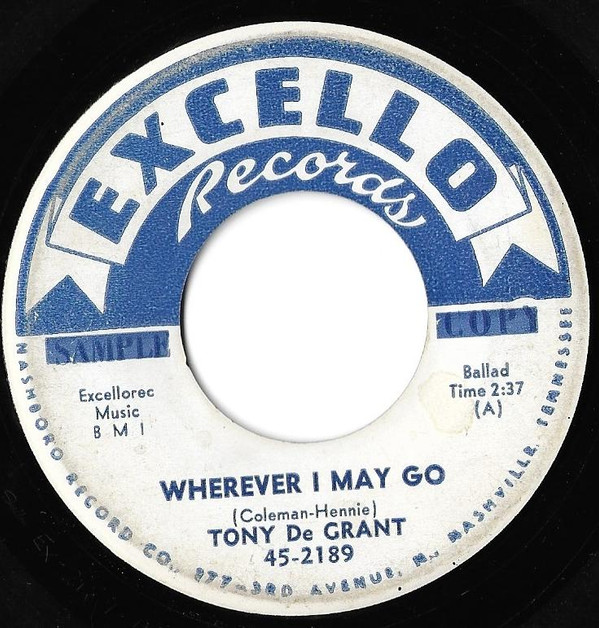 EXCELLO
Records
SAMPLE
COPY
Excellorec
Music
B M I
Ballad
Time 2:37
(A)
WHEREVER I MAY GO
(Coleman-Hennie)
TONY De GRANT
45-2189
NASHBORO RECORD CO., 177-3RD AVENUE, N., NASHVILLE, TENNESSEE